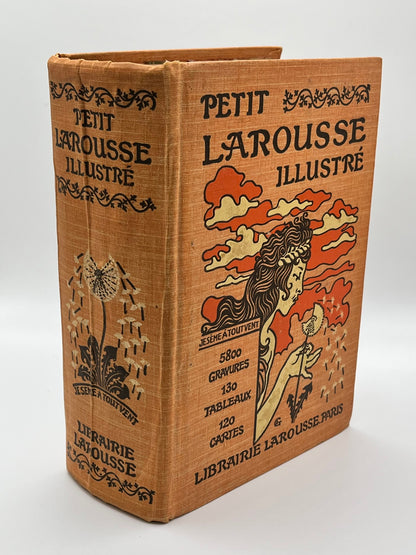 PETIT
LAROUSSE
ILLUSTRÉ
JE SÈME À TOUT VENT
LIBRAIRIE
LAROUSSE
PETIT
LAROUSSE
ILLUSTRÉ
JE SÈME À TOUT VENT
5800
GRAVURES
130
TABLEAUX
120
CARTES
LIBRAIRIE LAROUSSE, PARIS